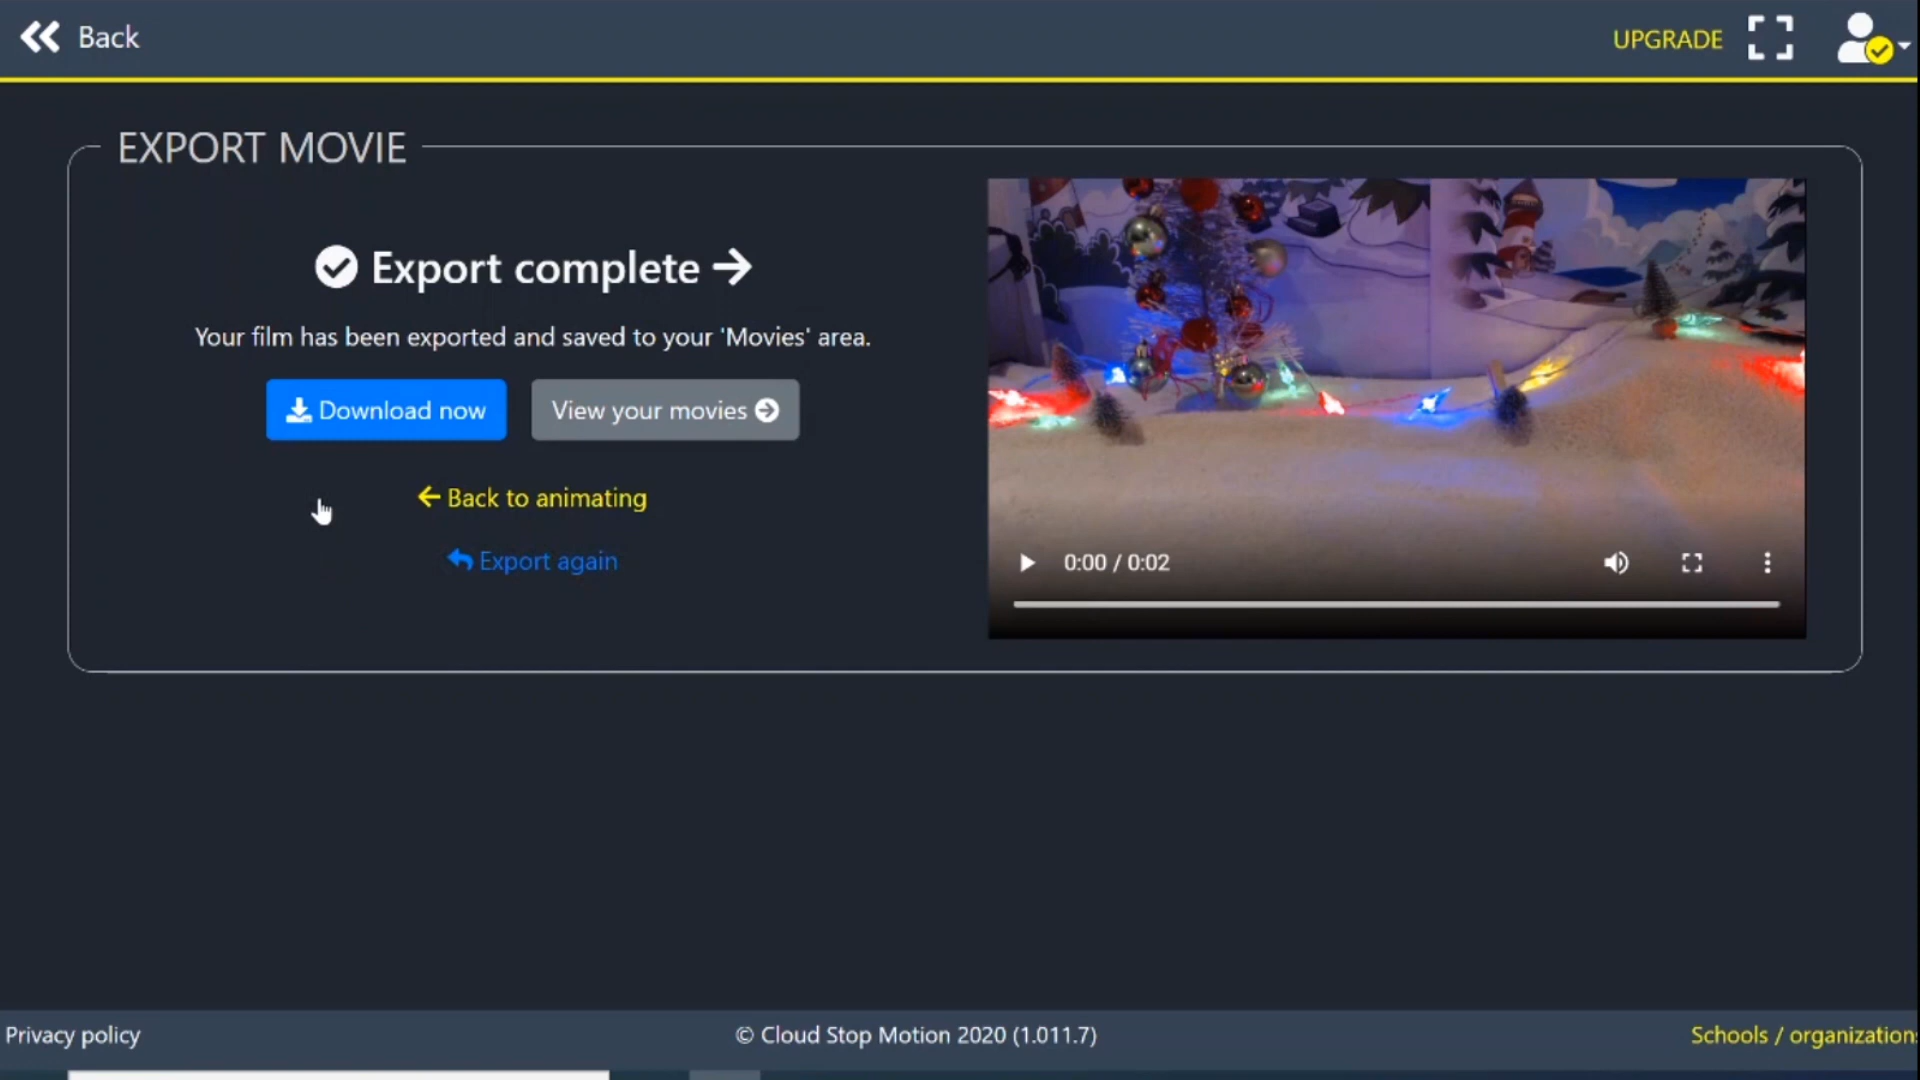 Back
UPGRADE
EXPORT MOVIE
Export complete
Your film has been exported and saved to your 'Movies' area.
Download now
View your movies
Back to animating
Export again
0:00 / 0:02
Privacy policy
© Cloud Stop Motion 2020 (1.011.7)
Schools / organizations